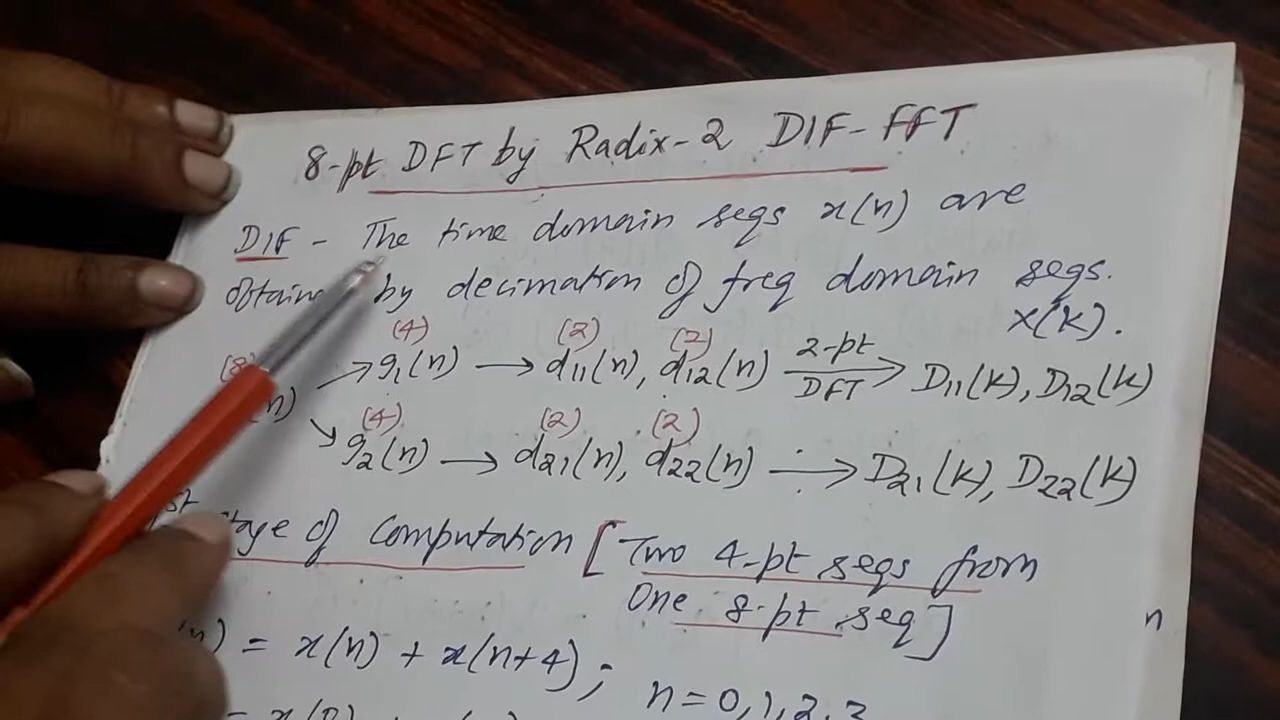 8-pt DFT by Radix-2 DIF-FFT
DIF - The time domain seqs x(n) are
by decimation of freq domain seqs.
X(k).
(4) (2) (2)
→ g₁(n) → d₁₁(n), d₁₂(n) 2-pt DFT → D₁₁(k), D₁₂(k)
(4) (2) (2)
↘ g₂(n) → d₂₁(n), d₂₂(n) ÷→ D₂₁(k), D₂₂(k)
of Computation [Two 4-pt seqs from
One 8-pt seq]
n
= x(n) + x(n+4); n=0,1,2,3